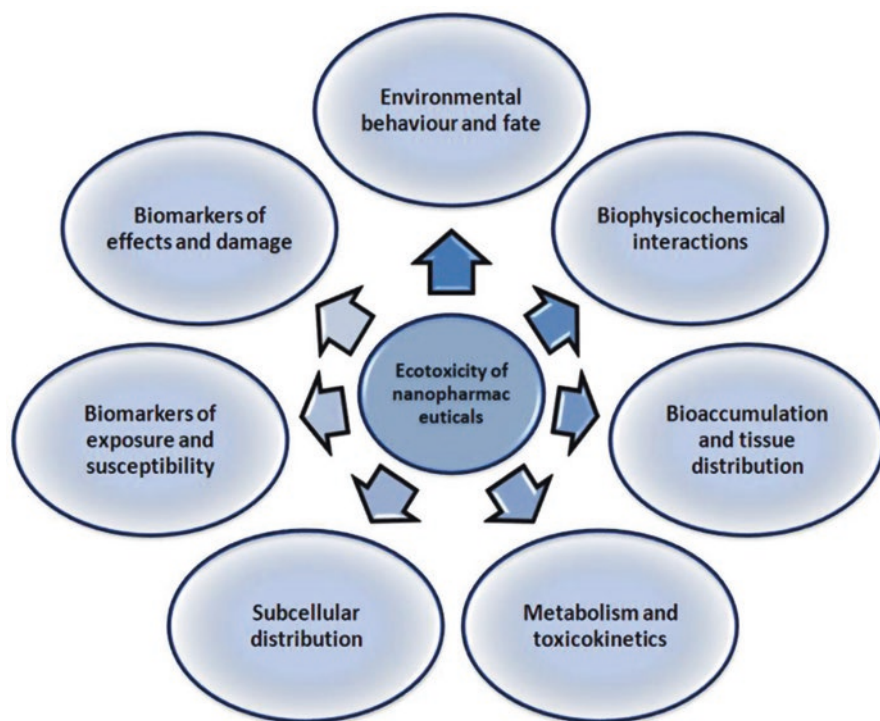 Environmental
behaviour and fate
Biophysicochemical
interactions
Bioaccumulation
and tissue
distribution
Metabolism and
toxicokinetics
Subcellular
distribution
Biomarkers of
exposure and
susceptibility
Biomarkers of
effects and damage
Ecotoxicity of
nanopharmac
euticals